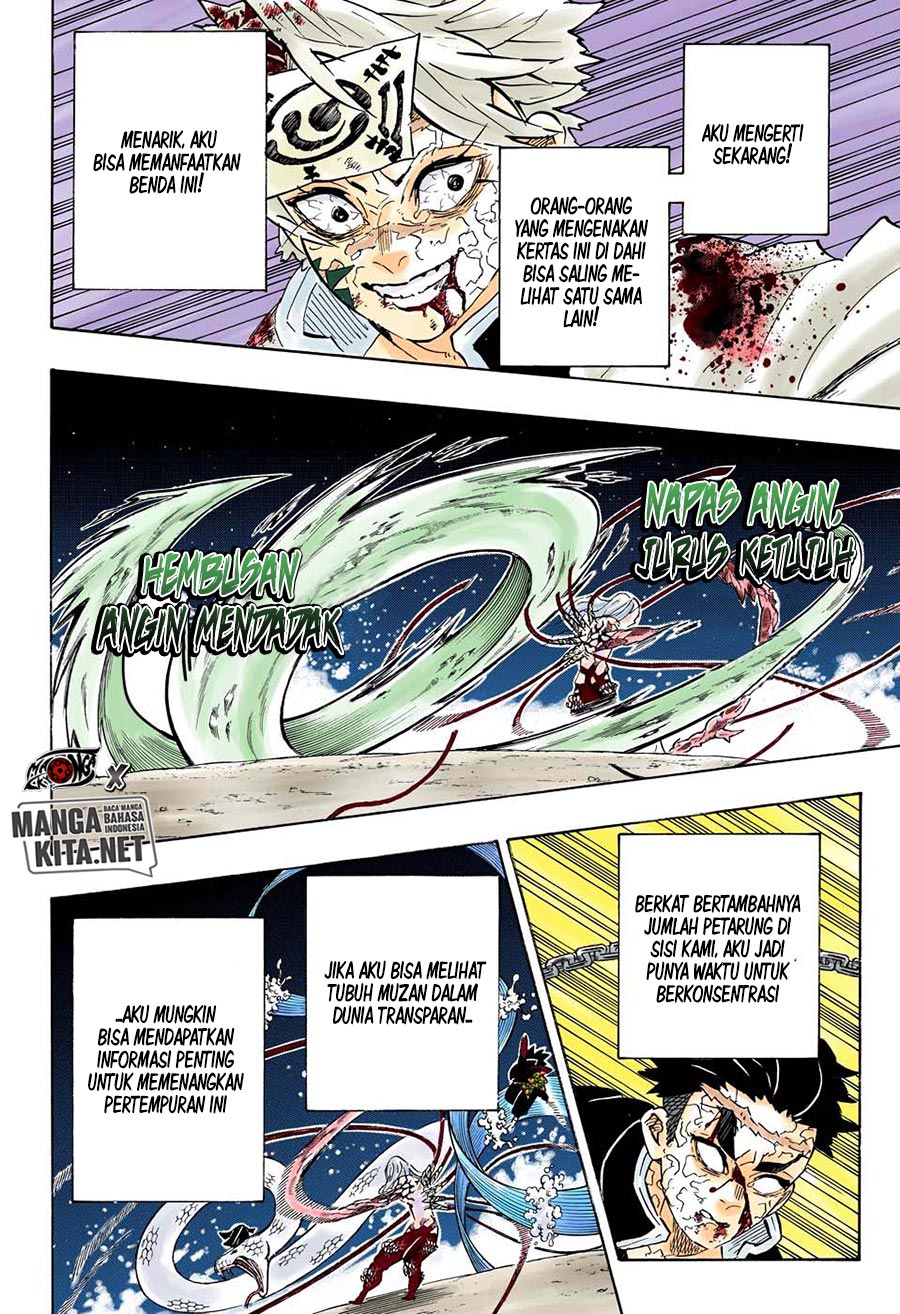 AKU MENGERTI
SEKARANG!
ORANG-ORANG
YANG MENGENAKAN
KERTAS INI DI DAHI
BISA SALING ME-
LIHAT SATU SAMA
LAIN!
MENARIK, AKU
BISA MEMANFAATKAN
BENDA INI!
NAPAS ANGIN,
JURUS KETUJUH
HEMBUSAN
ANGIN MENDADAK
X
MANGA
KITA.NET
BACA MANGA
BAHASA
INDONESIA
BERKAT BERTAMBAHNYA
JUMLAH PETARUNG DI
SISI KAMI, AKU JADI
PUNYA WAKTU UNTUK
BERKONSENTRASI
JIKA AKU BISA MELIHAT
TUBUH MUZAN DALAM
DUNIA TRANSPARAN...
...AKU MUNGKIN
BISA MENDAPATKAN
INFORMASI PENTING
UNTUK MEMENANGKAN
PERTEMPURAN INI